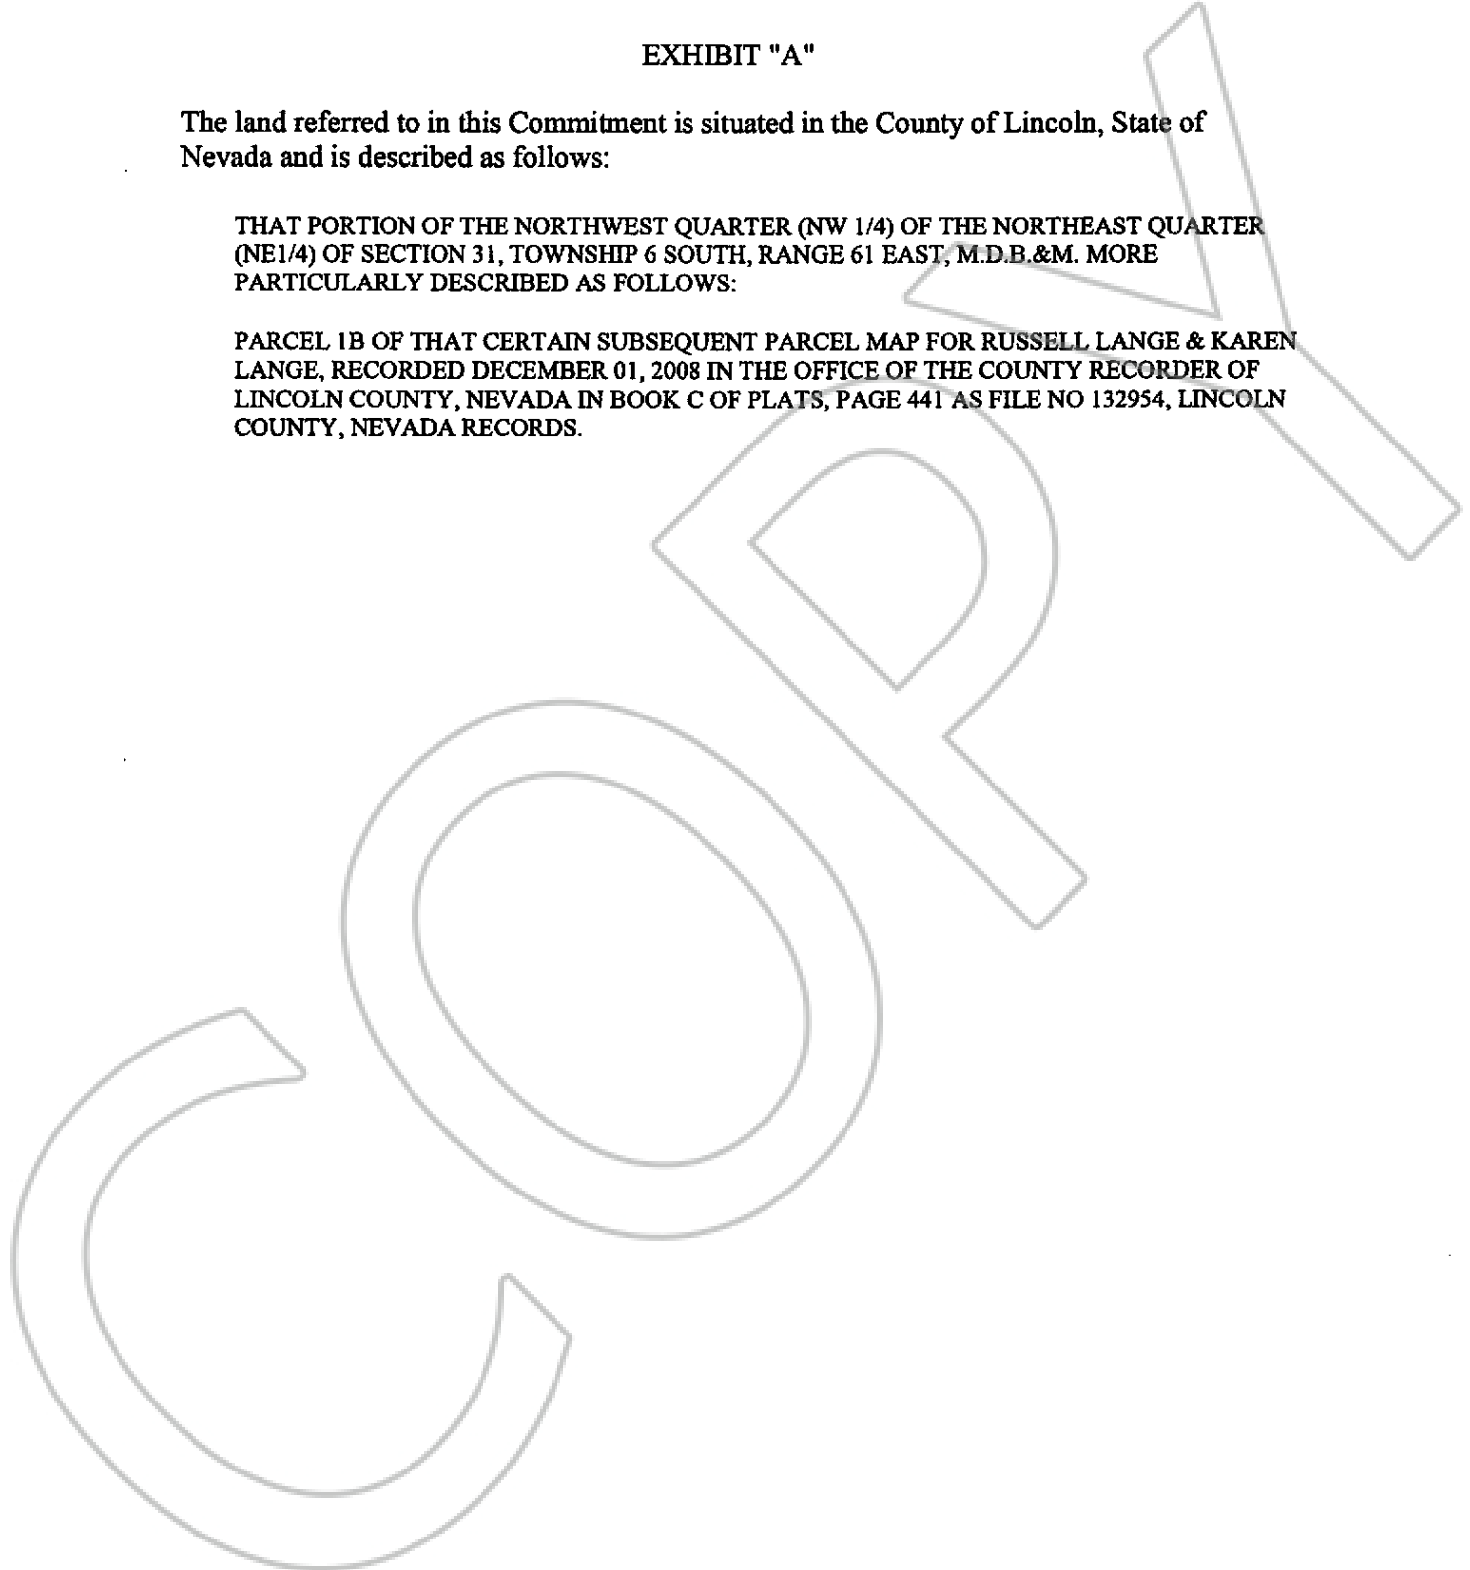 EXHIBIT "A"
The land referred to in this Commitment is situated in the County of Lincoln, State of
Nevada and is described as follows:
THAT PORTION OF THE NORTHWEST QUARTER (NW 1/4) OF THE NORTHEAST QUARTER
(NE1/4) OF SECTION 31, TOWNSHIP 6 SOUTH, RANGE 61 EAST, M.D.B.&M. MORE
PARTICULARLY DESCRIBED AS FOLLOWS:
PARCEL 1B OF THAT CERTAIN SUBSEQUENT PARCEL MAP FOR RUSSELL LANGE & KAREN
LANGE, RECORDED DECEMBER 01, 2008 IN THE OFFICE OF THE COUNTY RECORDER OF
LINCOLN COUNTY, NEVADA IN BOOK C OF PLATS, PAGE 441 AS FILE NO 132954, LINCOLN
COUNTY, NEVADA RECORDS.
COPY